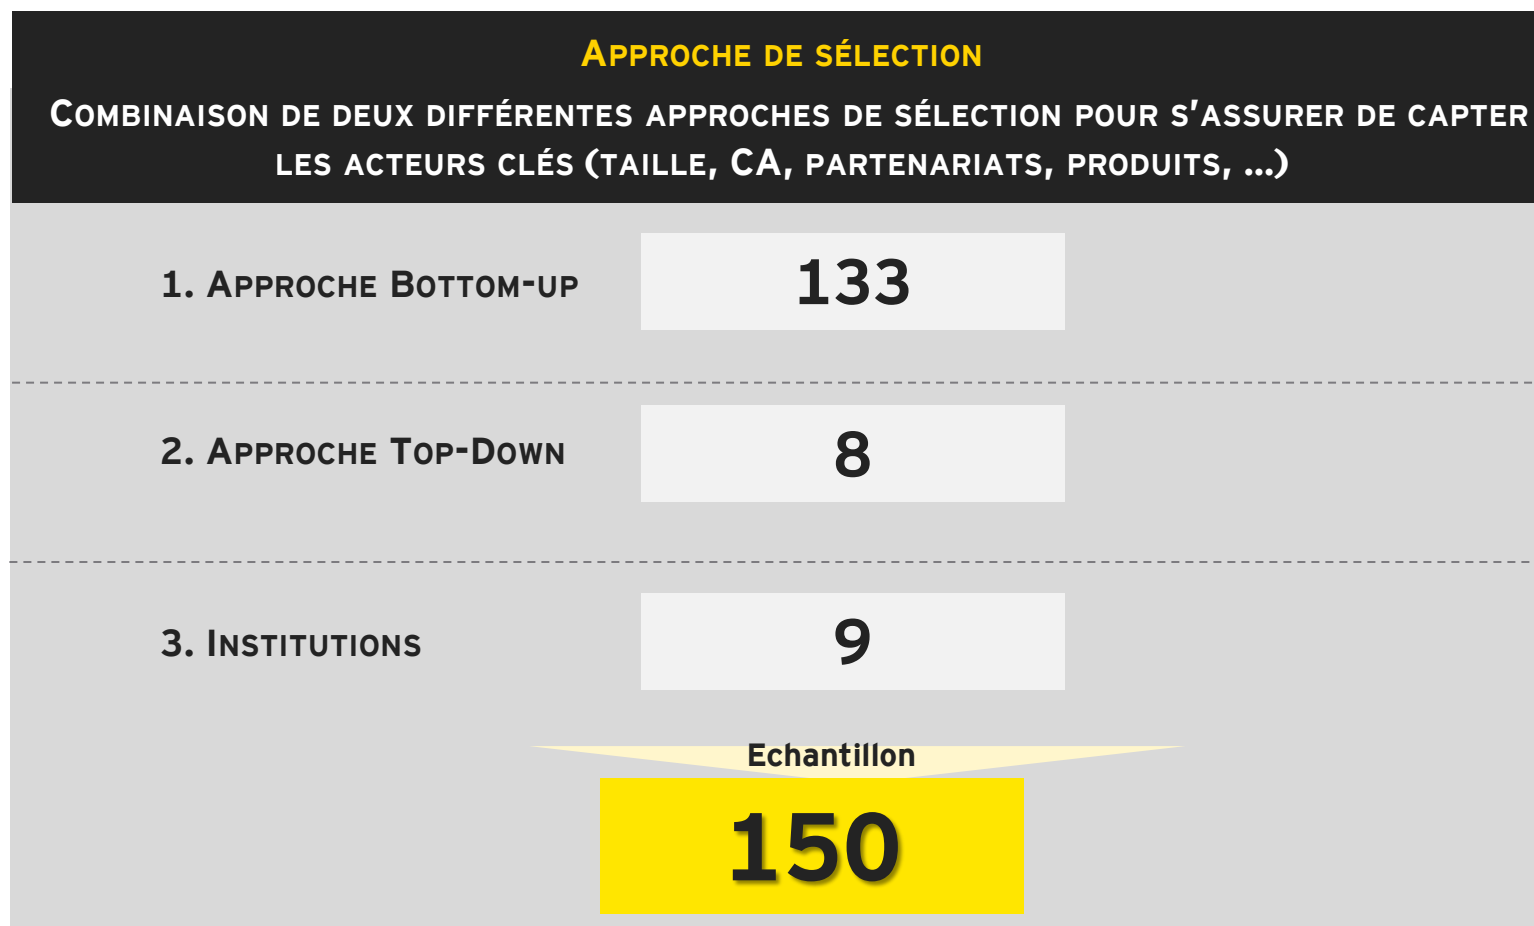 Approche de sélection
Combinaison de deux différentes approches de sélection pour s'assurer de capter
les acteurs clés (taille, CA, partenariats, produits, ...)
1. Approche Bottom-up
133
2. Approche Top-Down
8
3. Institutions
9
Echantillon
150